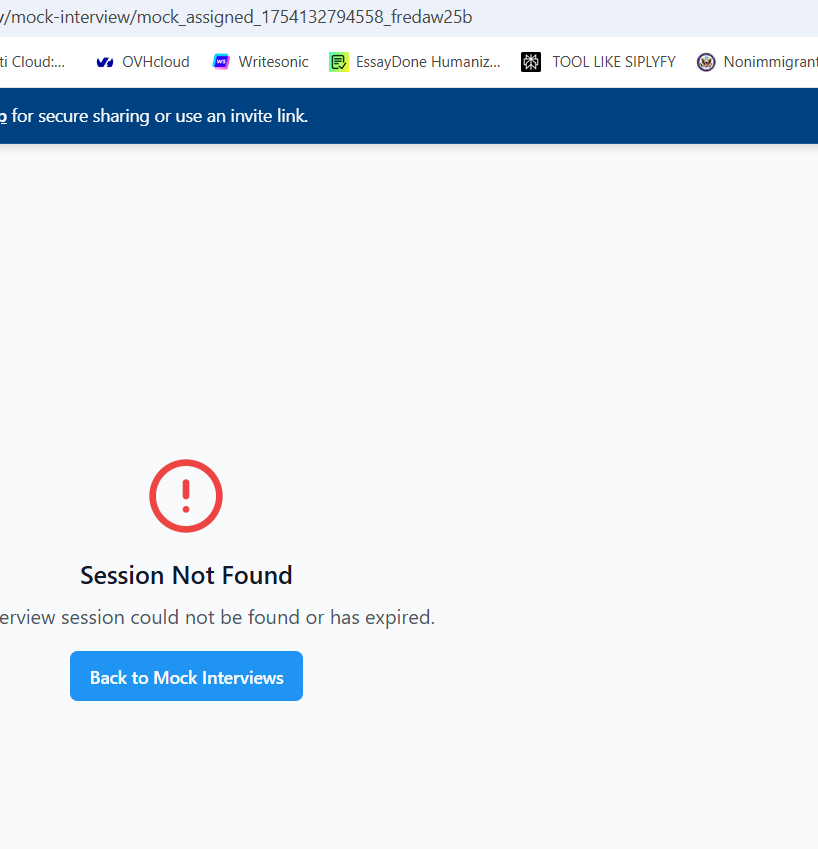 /mock-interview/mock_assigned_1754132794558_fredaw25b
ti Cloud:... OVHcloud WS Writesonic EssayDone Humaniz... TOOL LIKE SIPLYFY Nonimmigrant
for secure sharing or use an invite link.
Session Not Found
erview session could not be found or has expired.
Back to Mock Interviews